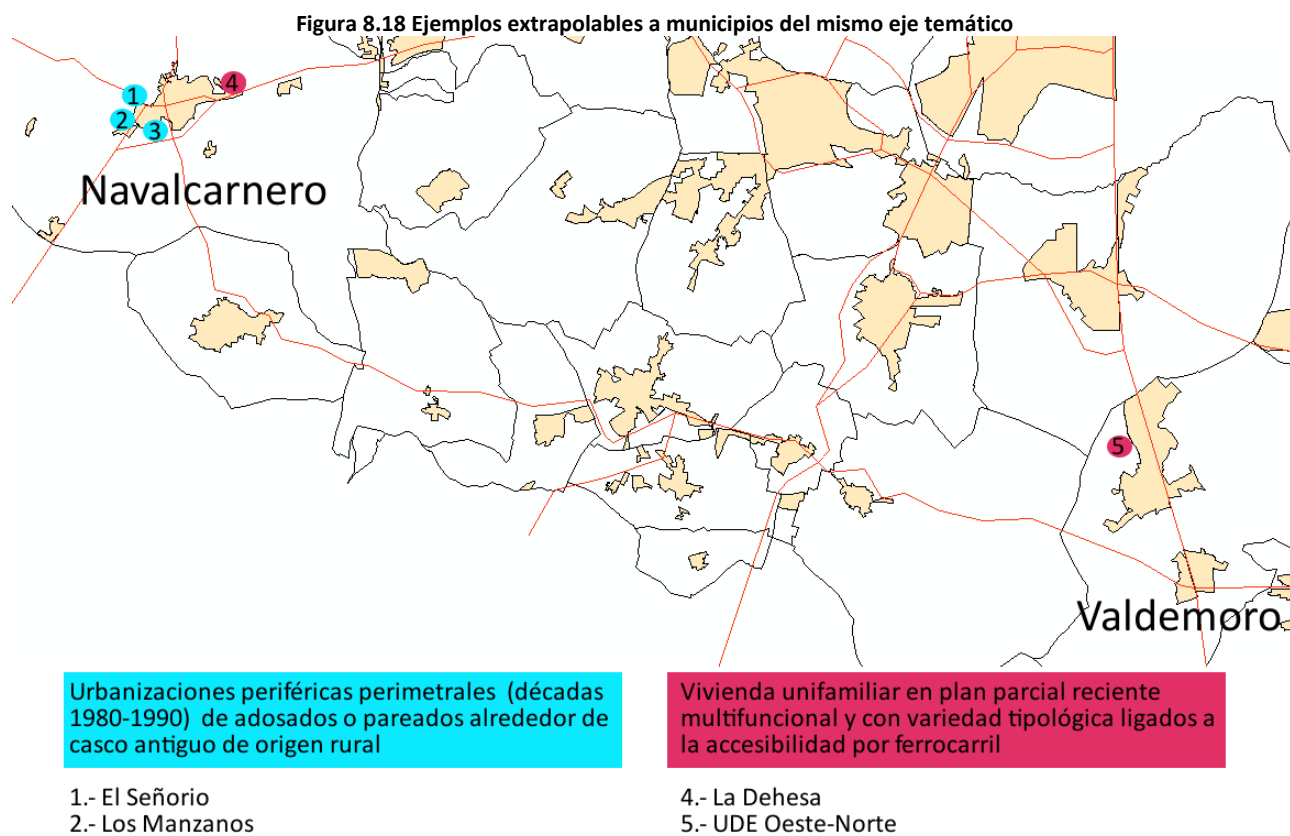 Figura 8.18 Ejemplos extrapolables a municipios del mismo eje temático
4
1
2
3
Navalcarnero
5
Valdemoro
Urbanizaciones periféricas perimetrales (décadas
1980-1990) de adosados o pareados alrededor de
casco antiguo de origen rural
Vivienda unifamiliar en plan parcial reciente
multifuncional y con variedad tipológica ligados a
la accesibilidad por ferrocarril
1.- El Señorio
2.- Los Manzanos
4.- La Dehesa
5.- UDE Oeste-Norte